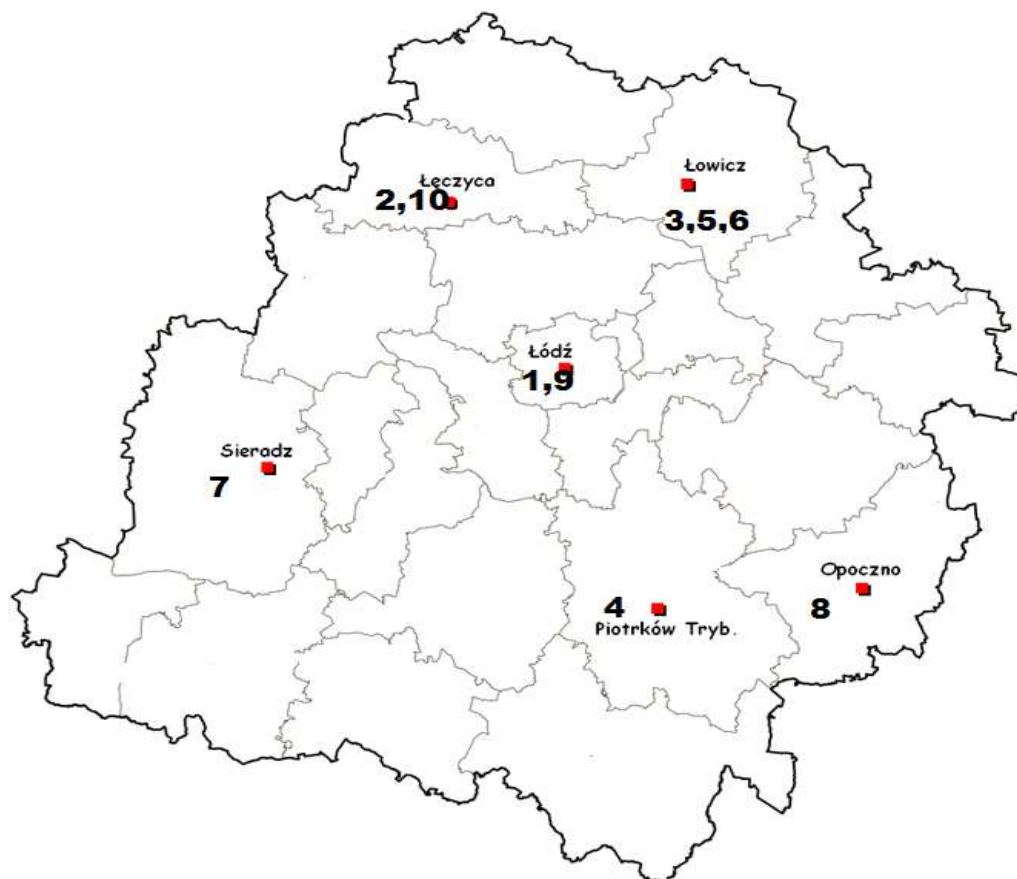 Łęczyca
2,10
Łowicz
3,5,6
Łódź
1,9
Sieradz
7
Opoczno
8
4
Piotrków Tryb.